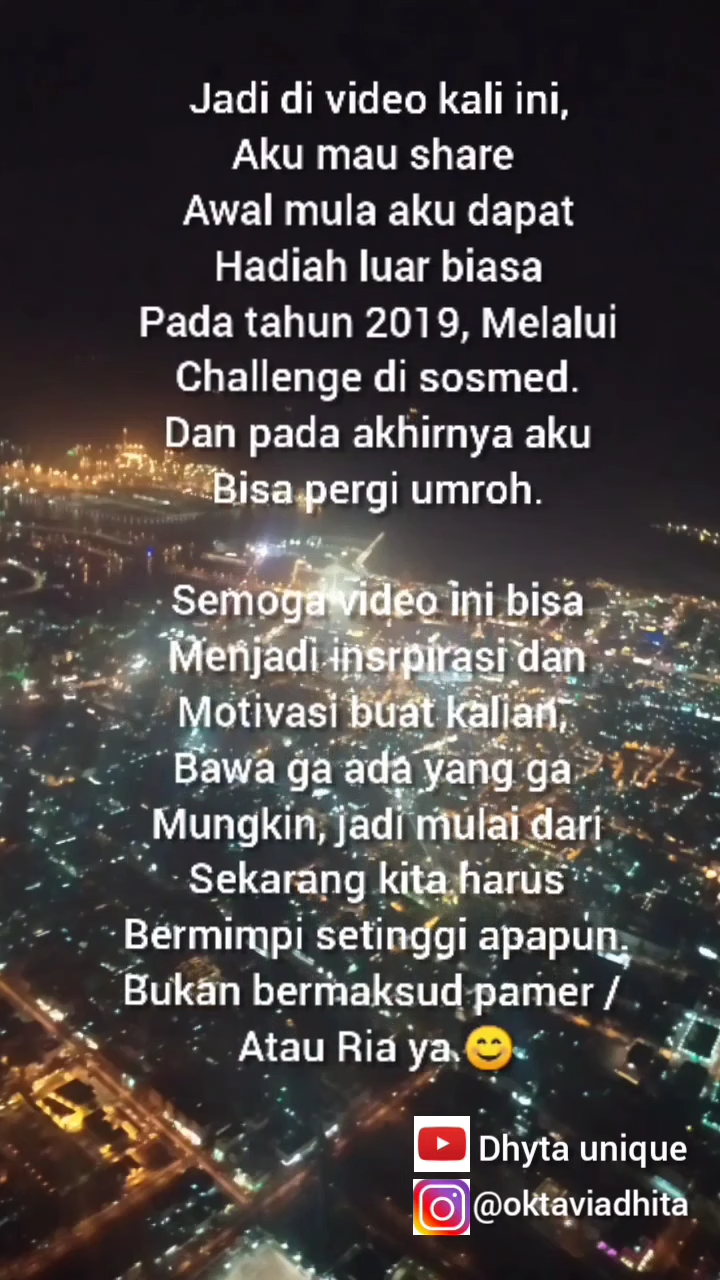 Jadi di video kali ini,
Aku mau share
Awal mula aku dapat
Hadiah luar biasa
Pada tahun 2019, Melalui
Challenge di sosmed.
Dan pada akhirnya aku
Bisa pergi umroh.
Semoga video ini bisa
Menjadi insrpirasi dan
Motivasi buat kalian,
Bawa ga ada yang ga
Mungkin, jadi mulai dari
Sekarang kita harus
Bermimpi setinggi apapun.
Bukan bermaksud pamer /
Atau Ria ya.😊
Dhyta unique
@oktaviadhita